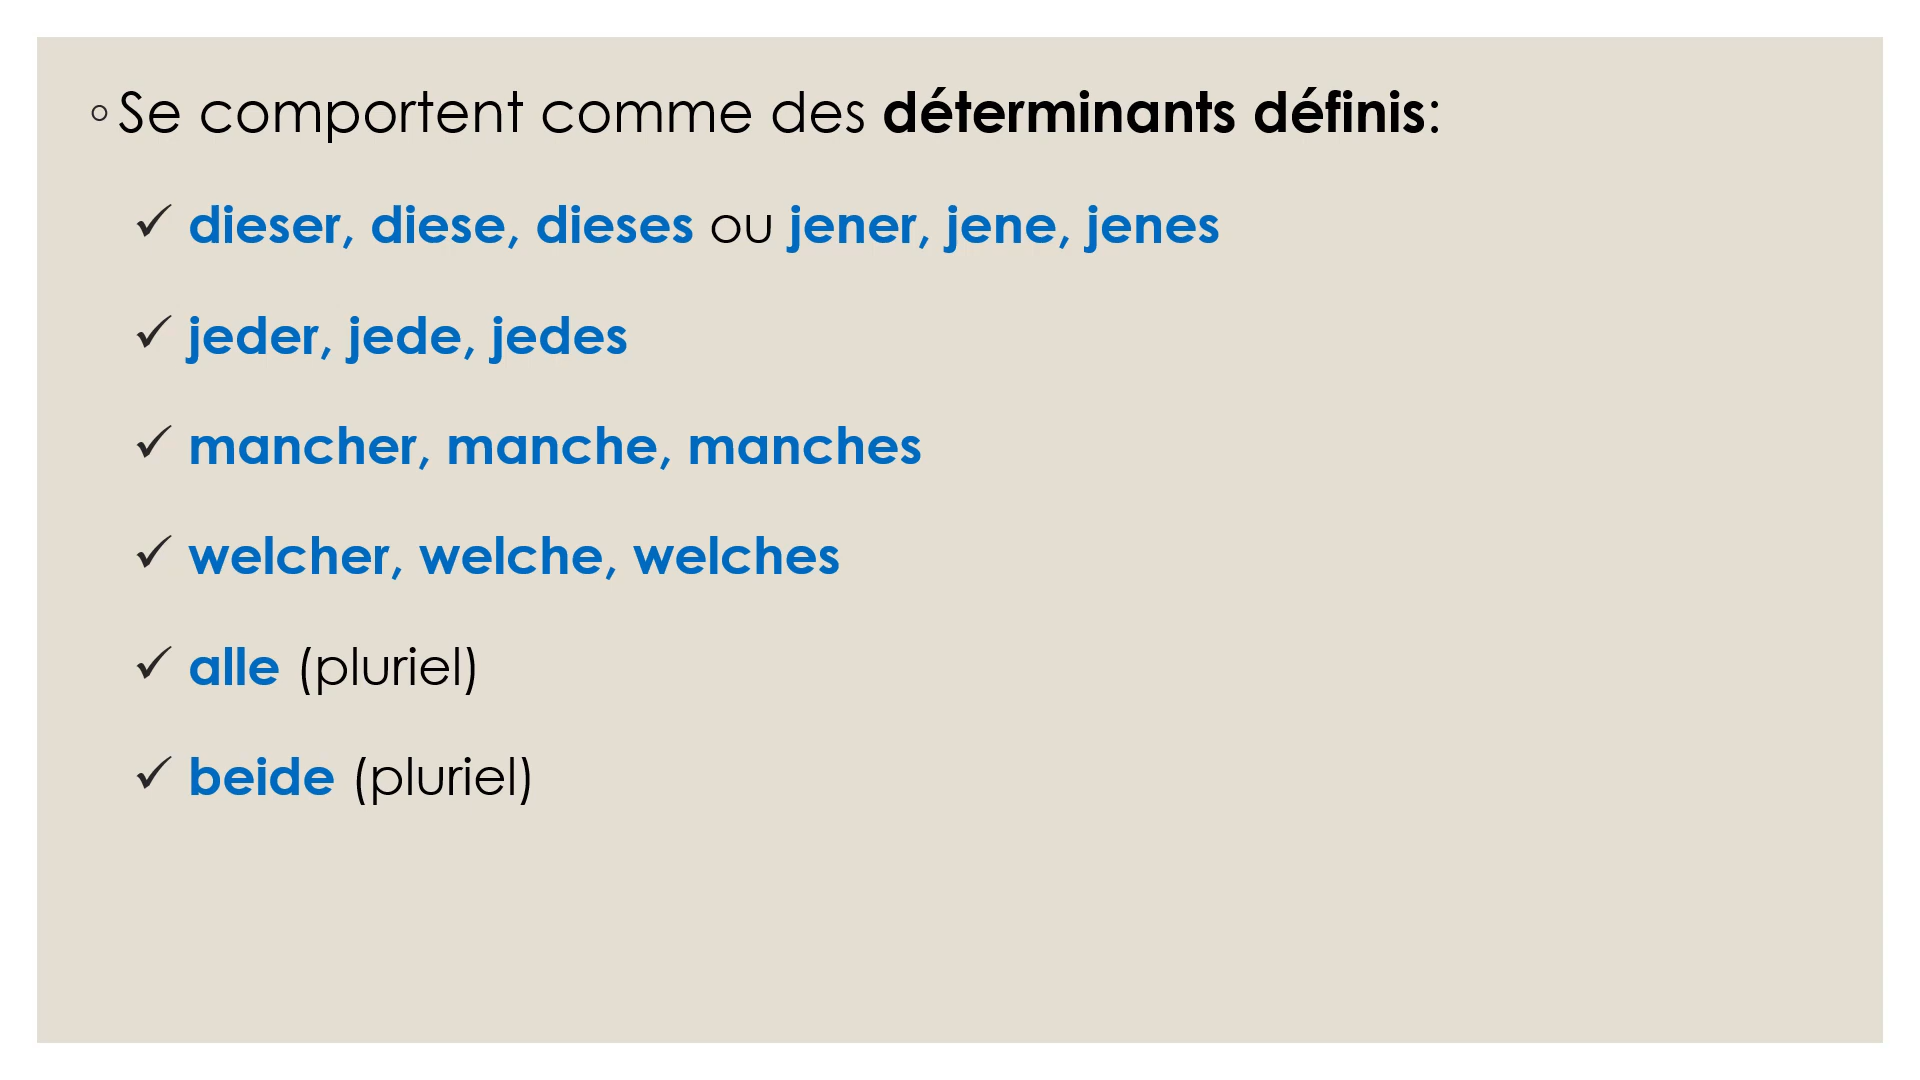 ◦Se comportent comme des déterminants définis:
✓ dieser, diese, dieses ou jener, jene, jenes
✓ jeder, jede, jedes
✓ mancher, manche, manches
✓ welcher, welche, welches
✓ alle (pluriel)
✓ beide (pluriel)